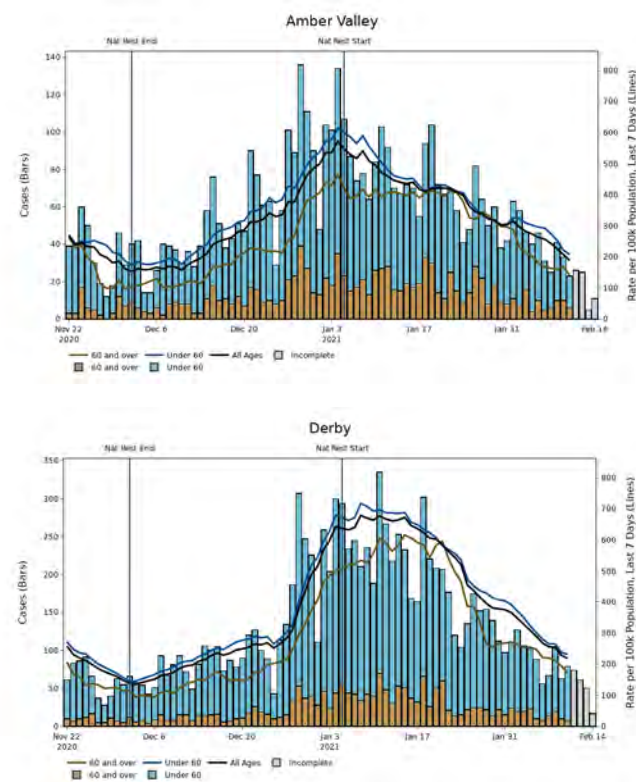 Amber Valley
Nat Rest End
Nat Rest Start
140
120
100
80
60
40
20
0
Cases (Bars)
800
700
600
500
400
300
200
100
0
Rate per 100k Population, Last 7 Days (Lines)
Nov 22
2020
Dec 6
Dec 20
Jan 3
2021
Jan 17
Jan 31
60 and over
Under 60
All Ages
Incomplete
60 and over
Under 60
Derby
Nat Rest End
Nat Rest Start
350
300
250
200
150
100
50
0
Cases (Bars)
800
700
600
500
400
300
200
100
0
Rate per 100k Population, Last 7 Days (Lines)
Nov 22
2020
Dec 6
Dec 20
Jan 3
2021
Jan 17
Jan 31
Feb 14
60 and over
Under 60
All Ages
Incomplete
60 and over
Under 60